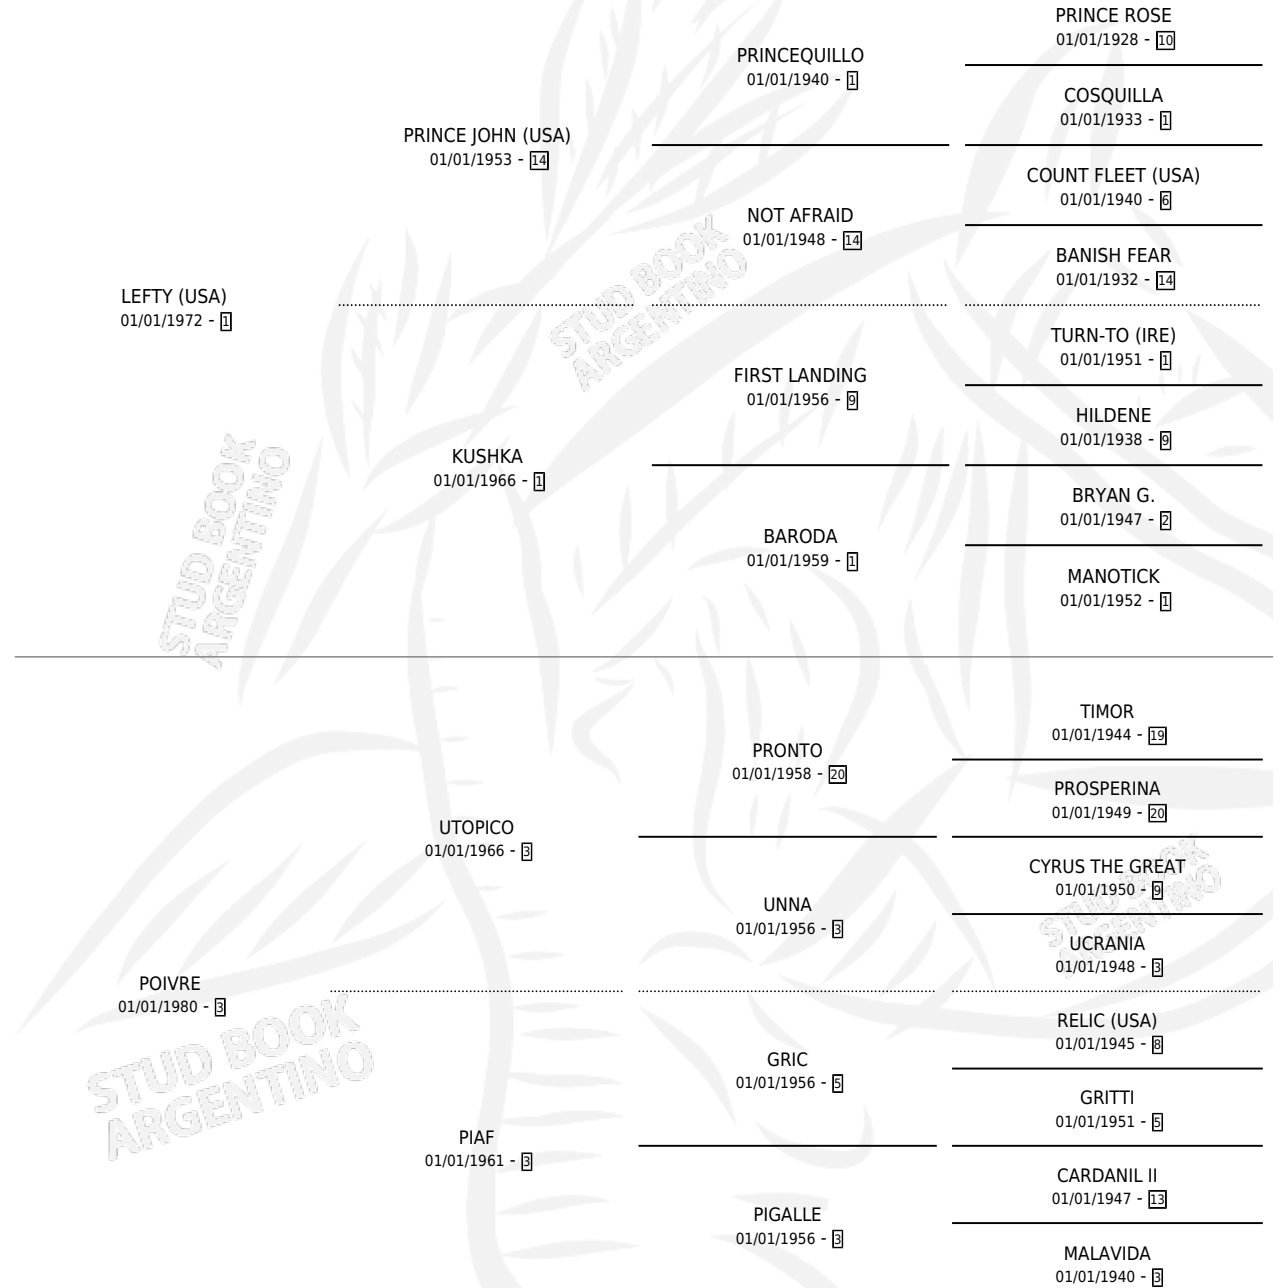 PRINCE ROSE
01/01/1928 - 10
PRINCEQUILLO
01/01/1940 - 1
COSQUILLA
01/01/1933 - 1
PRINCE JOHN (USA)
01/01/1953 - 14
COUNT FLEET (USA)
01/01/1940 - 6
NOT AFRAID
01/01/1948 - 14
BANISH FEAR
01/01/1932 - 14
STUD BOOK
ARGENTINO
LEFTY (USA)
01/01/1972 - 1
TURN-TO (IRE)
01/01/1951 - 1
FIRST LANDING
01/01/1956 - 9
HILDENE
01/01/1938 - 9
KUSHKA
01/01/1966 - 1
BRYAN G.
01/01/1947 - 2
BARODA
01/01/1959 - 1
MANOTICK
01/01/1952 - 1
STUD BOOK
ARGENTINO
TIMOR
01/01/1944 - 19
PRONTO
01/01/1958 - 20
PROSPERINA
01/01/1949 - 20
UTOPICO
01/01/1966 - 3
CYRUS THE GREAT
01/01/1950 - 9
UNNA
01/01/1956 - 3
UCRANIA
01/01/1948 - 3
STUD BOOK
ARGENTINO
POIVRE
01/01/1980 - 3
RELIC (USA)
01/01/1945 - 8
GRIC
01/01/1956 - 5
GRITTI
01/01/1951 - 5
STUD BOOK
ARGENTINO
PIAF
01/01/1961 - 3
CARDANIL II
01/01/1947 - 13
PIGALLE
01/01/1956 - 3
MALAVIDA
01/01/1940 - 3